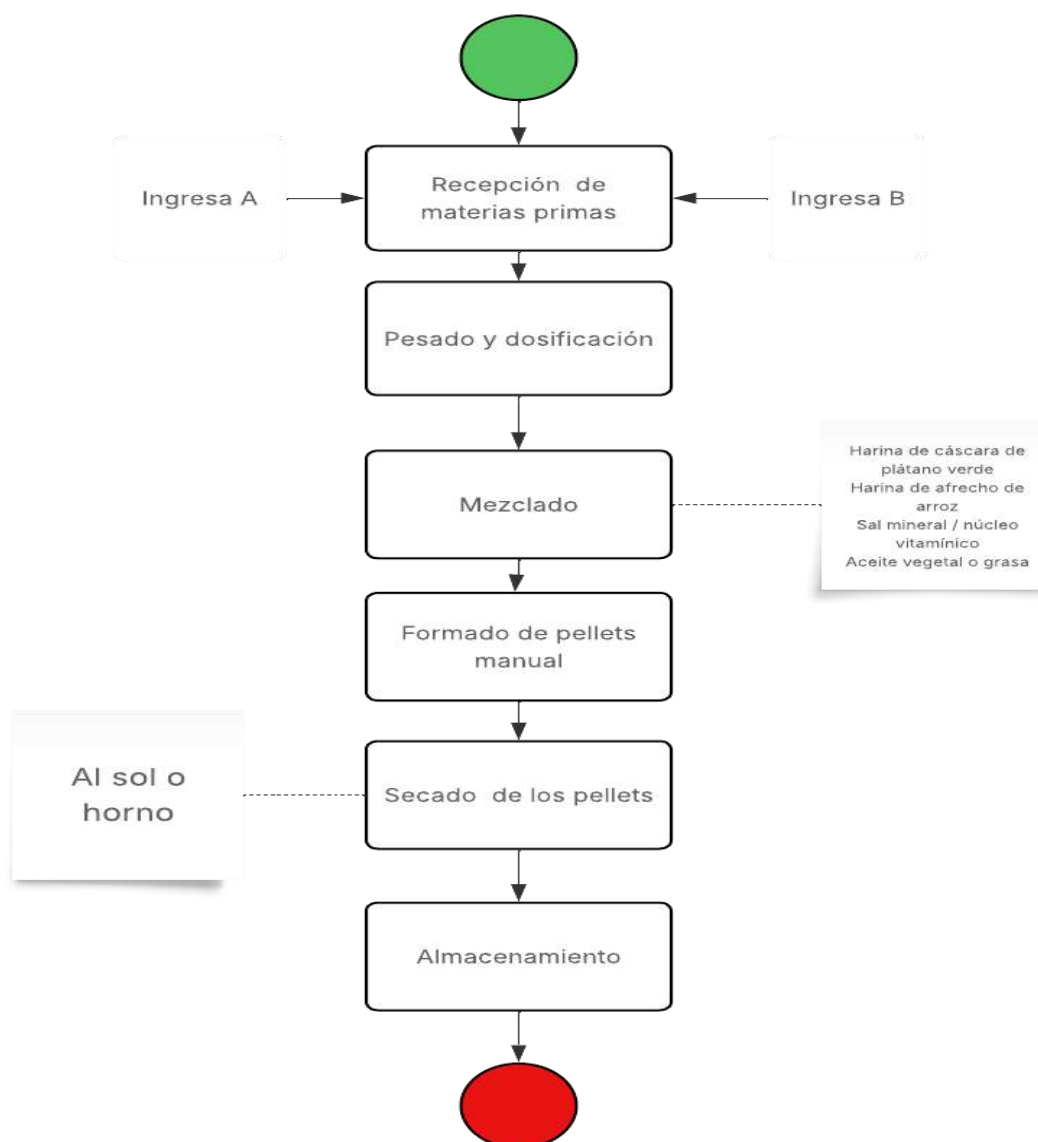 Ingresa A
Recepción de
materias primas
Ingresa B
Pesado y dosificación
Mezclado
Harina de cáscara de
plátano verde
Harina de afrecho de
arroz
Sal mineral / núcleo
vitamínico
Aceite vegetal o grasa
Formado de pellets
manual
Al sol o
horno
Secado de los pellets
Almacenamiento